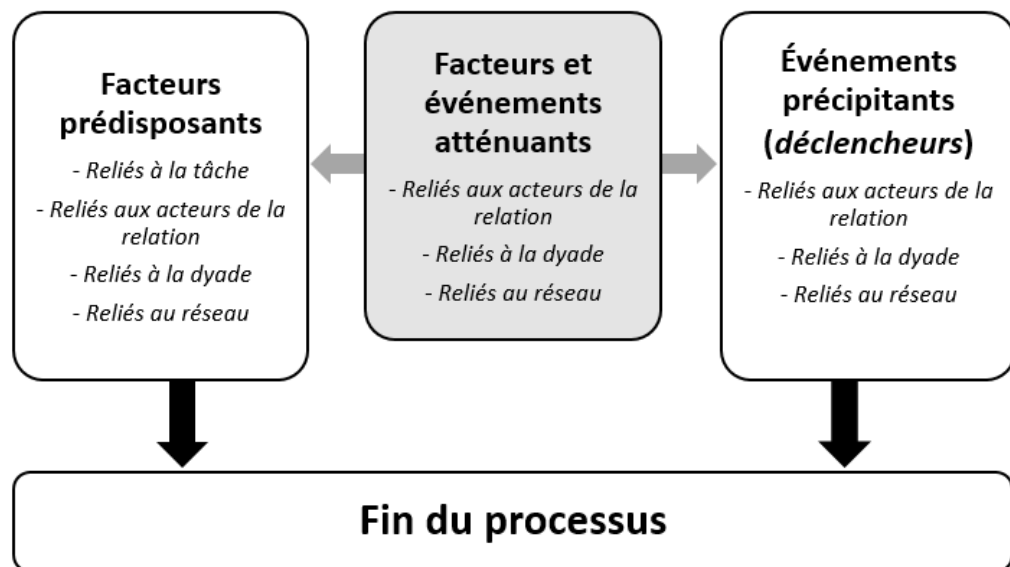 Facteurs
prédisposants
- Reliés à la tâche
- Reliés aux acteurs de la
relation
- Reliés à la dyade
- Reliés au réseau
Facteurs et
événements
atténuants
- Reliés aux acteurs de la
relation
- Reliés à la dyade
- Reliés au réseau
Événements
précipitants
(déclencheurs)
- Reliés aux acteurs de la
relation
- Reliés à la dyade
- Reliés au réseau
Fin du processus